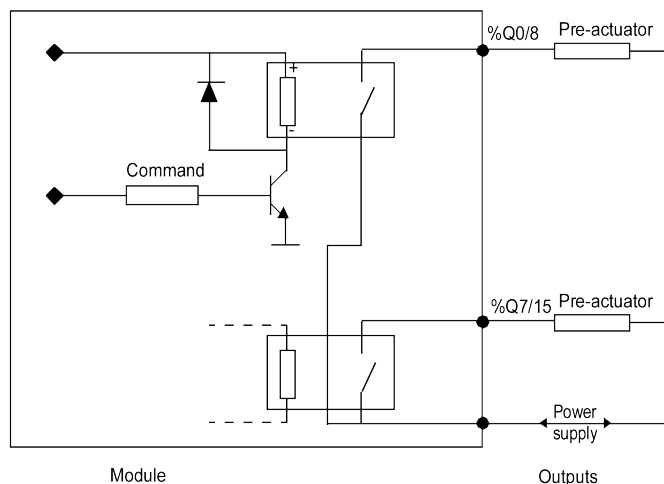 %Q0/8
Pre-actuator
+
-
Command
%Q7/15
Pre-actuator
Power
supply
Module
Outputs